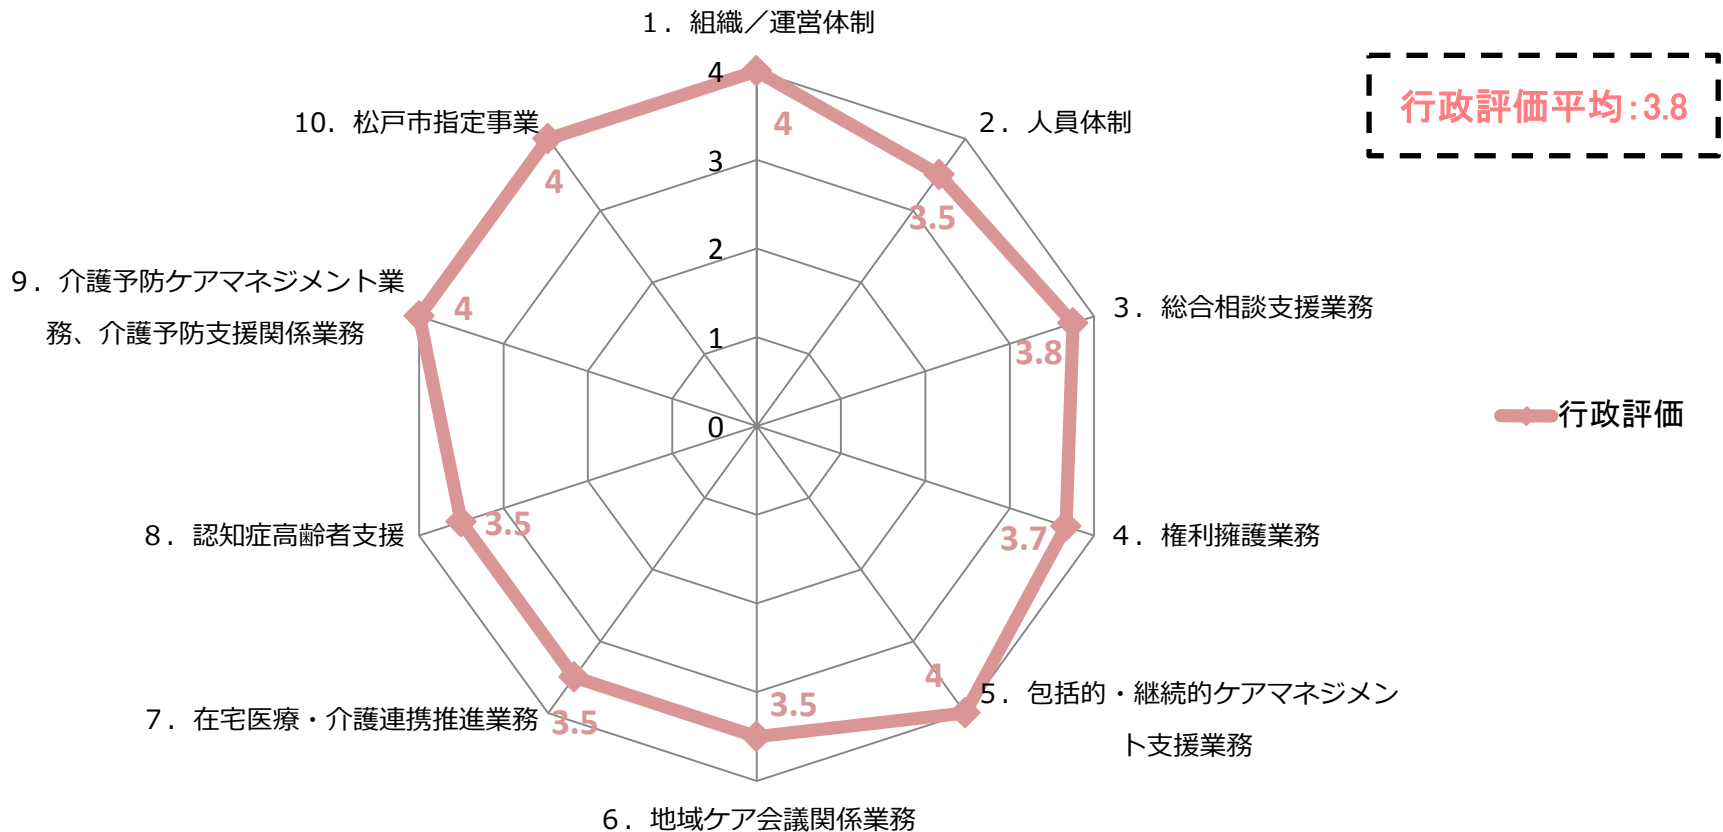 1．組織／運営体制
行政評価平均：3.8
4
4
10．松戸市指定事業
2．人員体制
4
3
3.5
2
9．介護予防ケアマネジメント業
務、介護予防支援関係業務
4
3．総合相談支援業務
3.8
1
0
行政評価
8．認知症高齢者支援
3.5
3.7
4．権利擁護業務
4
5．包括的・継続的ケアマネジメン
ト支援業務
7．在宅医療・介護連携推進業務
3.5
3.5
6．地域ケア会議関係業務